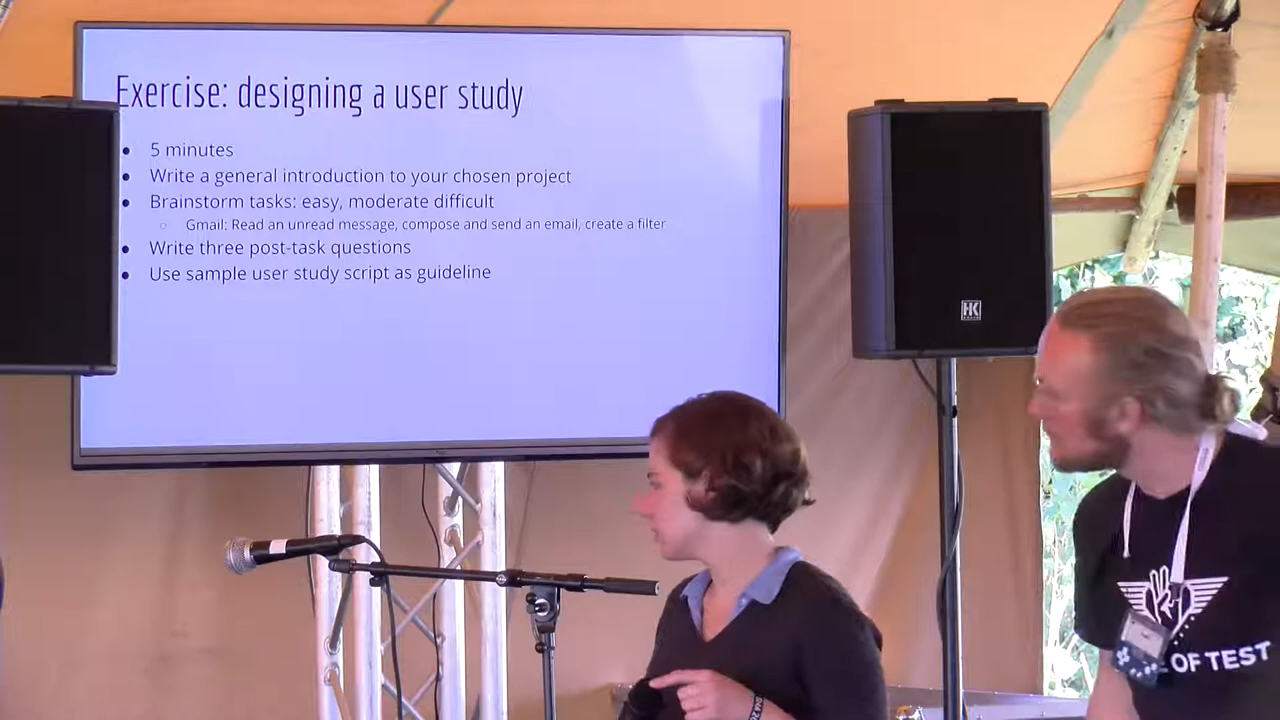 Exercise: designing a user study
5 minutes
Write a general introduction to your chosen project
Brainstorm tasks: easy, moderate difficult
Gmail: Read an unread message, compose and send an email, create a filter
Write three post-task questions
Use sample user study script as guideline
HK
OF TEST